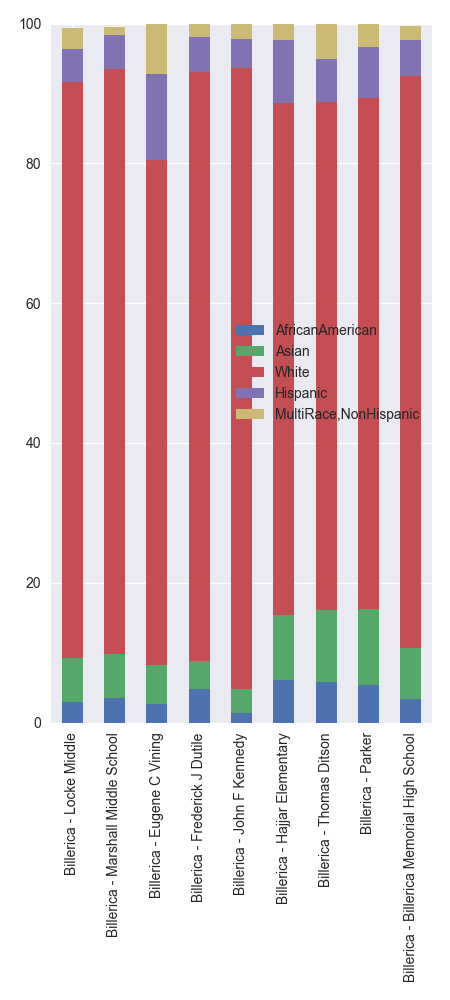 100
80
60
40
20
0
AfricanAmerican
Asian
White
Hispanic
MultiRace,NonHispanic
Billerica - Locke Middle
Billerica - Marshall Middle School
Billerica - Eugene C Vining
Billerica - Frederick J Dutile
Billerica - John F Kennedy
Billerica - Hajjar Elementary
Billerica - Thomas Ditson
Billerica - Parker
Billerica - Billerica Memorial High School